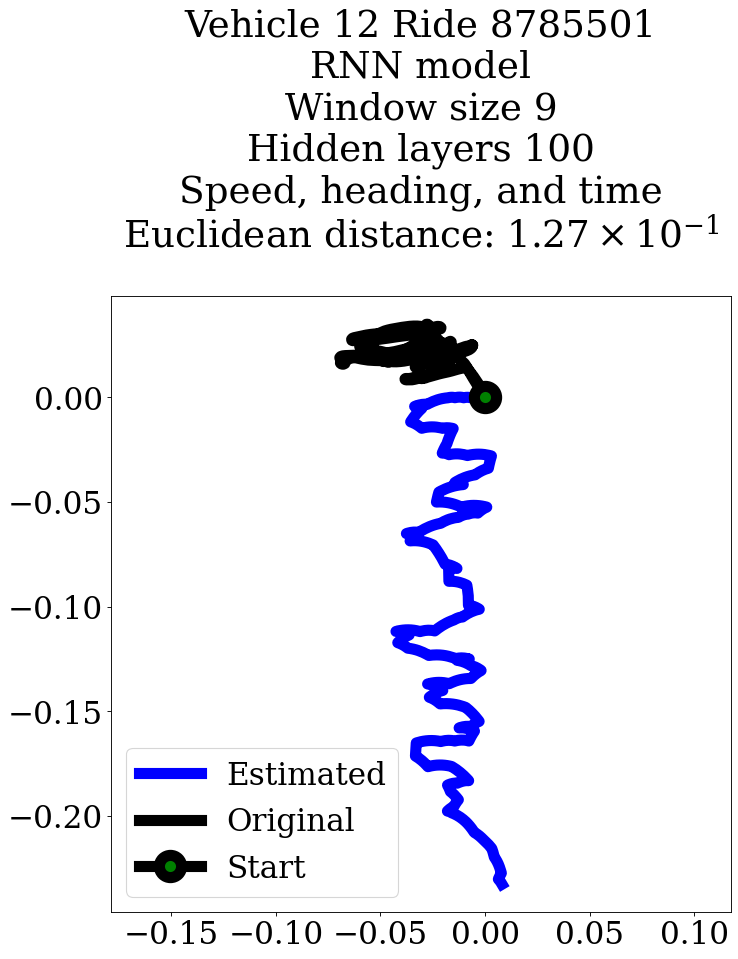 Vehicle 12 Ride 8785501
RNN model
Window size 9
Hidden layers 100
Speed, heading, and time
Euclidean distance: $1.27 \times 10^{-1}$
0.00
−0.05
−0.10
−0.15
−0.20
Estimated
Original
Start
−0.15 −0.10 −0.05 0.00 0.05 0.10